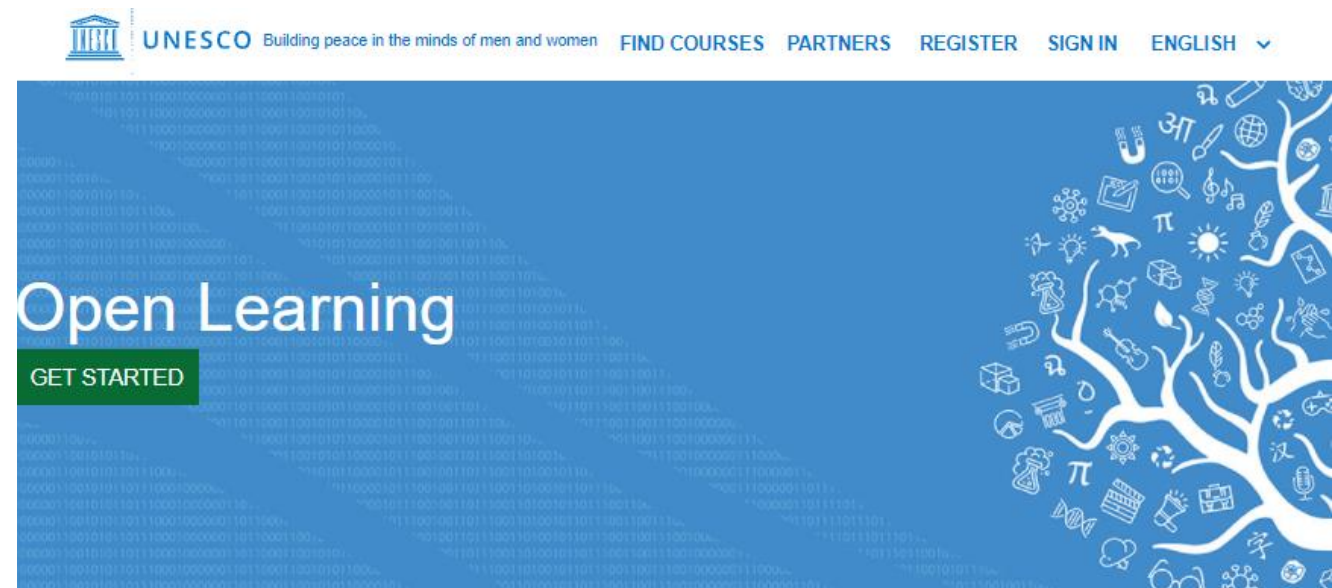 UNESCO Building peace in the minds of men and women FIND COURSES PARTNERS REGISTER SIGN IN ENGLISH
Open Learning
GET STARTED